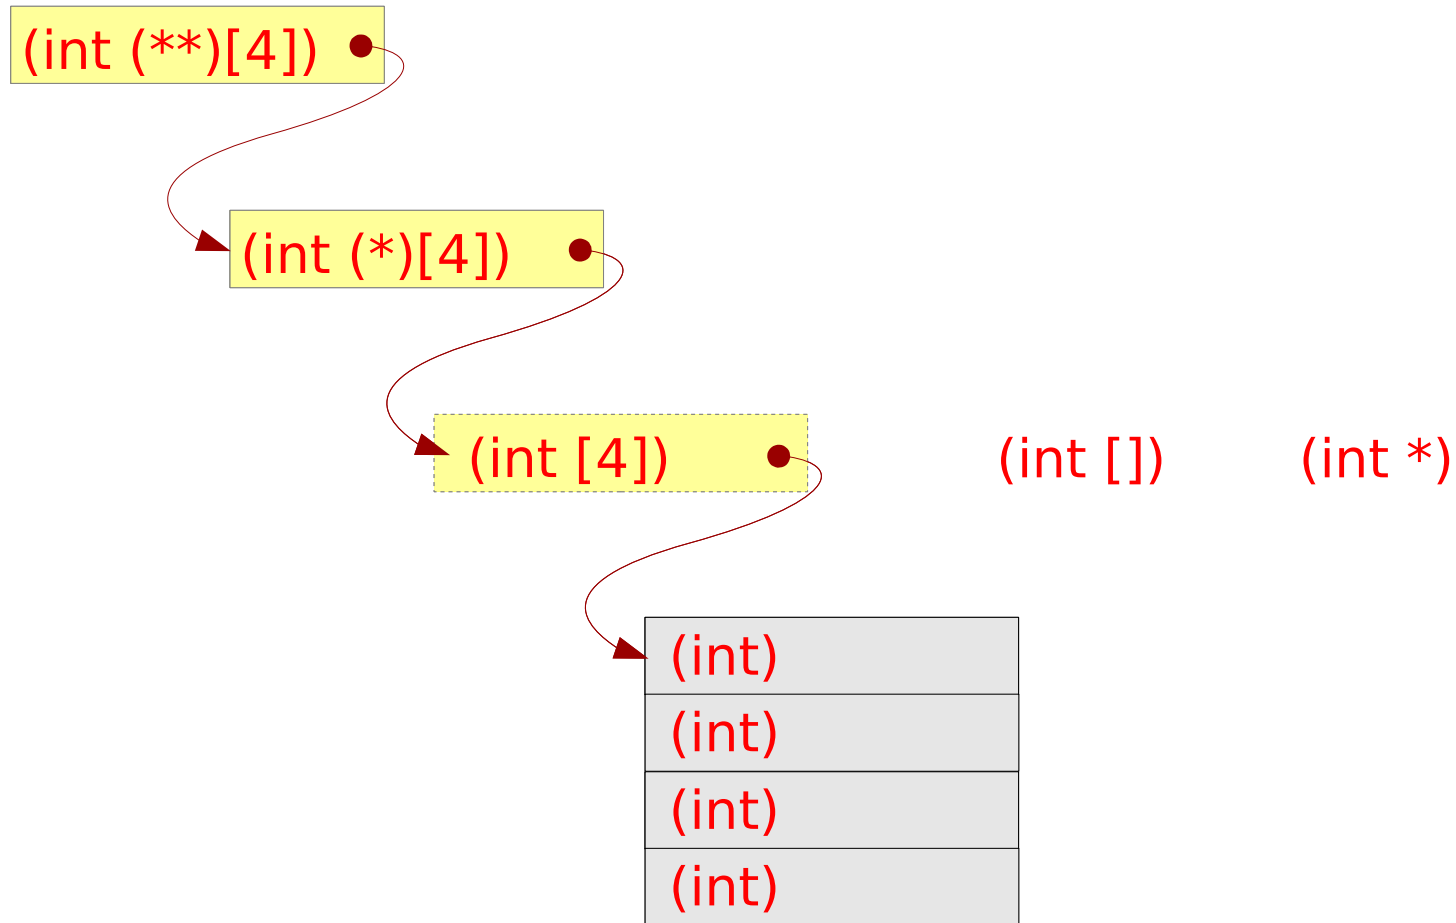 (int (**)[4])
(int (*)[4])
(int [4]) (int []) (int *)
(int)
(int)
(int)
(int)